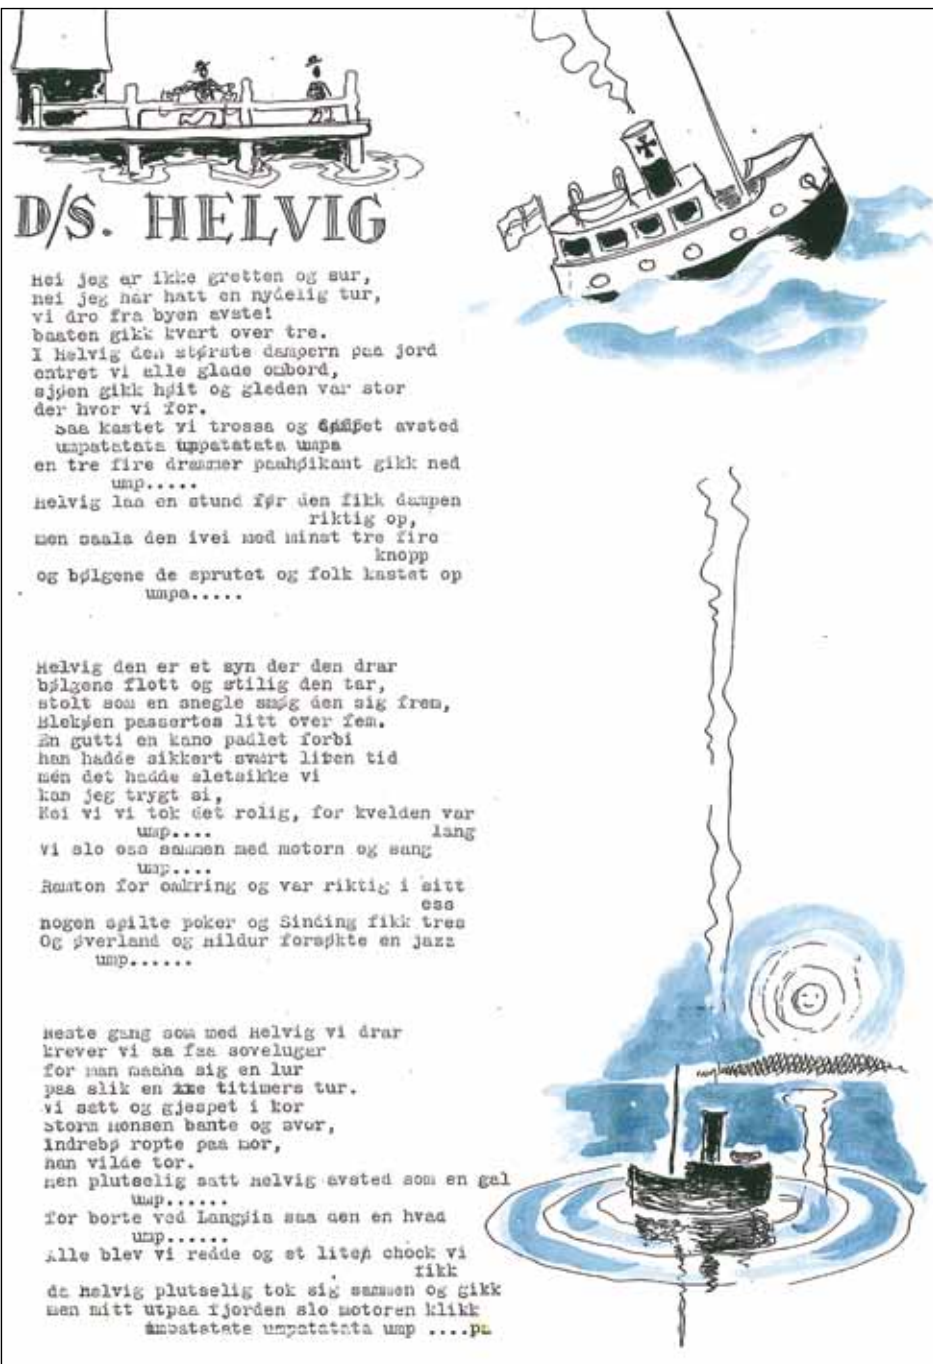 D/S. HELVIG
Hei jeg er ikke gretten og sur,
nei jeg har hatt en nydelig tur,
vi dro fra byen avste!
baaten gikk kvart over tre.
I Helvig den største dampern paa jord
entret vi alle glade ombord,
sjøen gikk høit og gleden var stor
der hvor vi for.
Saa kastet vi trossa og avsted
umpatatata umpatatata umpa
en tre fire drammer paahøikant gikk ned
ump.....
Helvig laa en stund før den fikk dampen
riktig op,
men saala den ivei med minst tre fire
knopp
og bølgene de sprutet og folk kastet op
umpa.....
Helvig den er et syn der den drar
bølgene flott og stilig den tar,
stolt som en snegle smøg den sig frem,
Blekøen passertes litt over fem.
En gutti en kano padlet forbi
han hadde sikkert svært liten tid
men det hadde sletsikke vi
kan jeg trygt si,
Nei vi vi tok det rolig, for kvelden var
ump.... lang
Vi slo oss sammen med motorn og sang
ump....
Ramton for omkring og var riktig i sitt
ess
nogen spilte poker og Sinding fikk tres
Og Øverland og Hildur forsøkte en jazz
ump......
Neste gang som med Helvig vi drar
krever vi aa faa soveluger
for man maaha sig en lur
paa slik en titimers tur.
Vi satt og gjespet i kor
Storm Monsen bante og svor,
Indrebø ropte paa mor,
han vilde tor.
Men plutselig satt Helvig avsted som en gal
ump......
for borte ved Langøia saa den en hval
ump......
Alle blev vi redde og et liten chock vi
fikk
da Helvig plutselig tok sig sammen og gikk
men mitt utpaa fjorden slo motoren klikk
umpatatata umpatatata ump ....pa